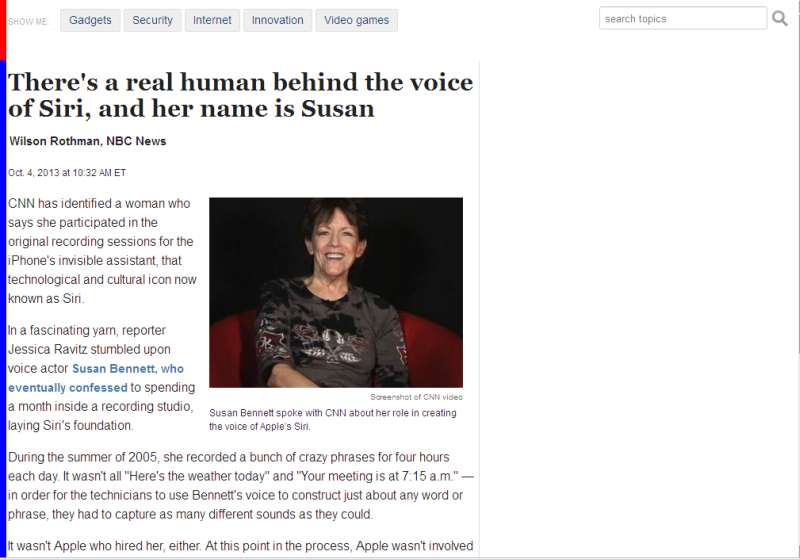 SHOW ME: Gadgets Security Internet Innovation Video games search topics
There's a real human behind the voice
of Siri, and her name is Susan
Wilson Rothman, NBC News
Oct. 4, 2013 at 10:32 AM ET
CNN has identified a woman who
says she participated in the
original recording sessions for the
iPhone's invisible assistant, that
technological and cultural icon now
known as Siri.
In a fascinating yarn, reporter
Jessica Ravitz stumbled upon
voice actor Susan Bennett, who
eventually confessed to spending
a month inside a recording studio,
laying Siri's foundation.
Screenshot of CNN video
Susan Bennett spoke with CNN about her role in creating
the voice of Apple's Siri.
During the summer of 2005, she recorded a bunch of crazy phrases for four hours
each day. It wasn't all "Here's the weather today" and "Your meeting is at 7:15 a.m." —
in order for the technicians to use Bennett's voice to construct just about any word or
phrase, they had to capture as many different sounds as they could.
It wasn't Apple who hired her, either. At this point in the process, Apple wasn't involved